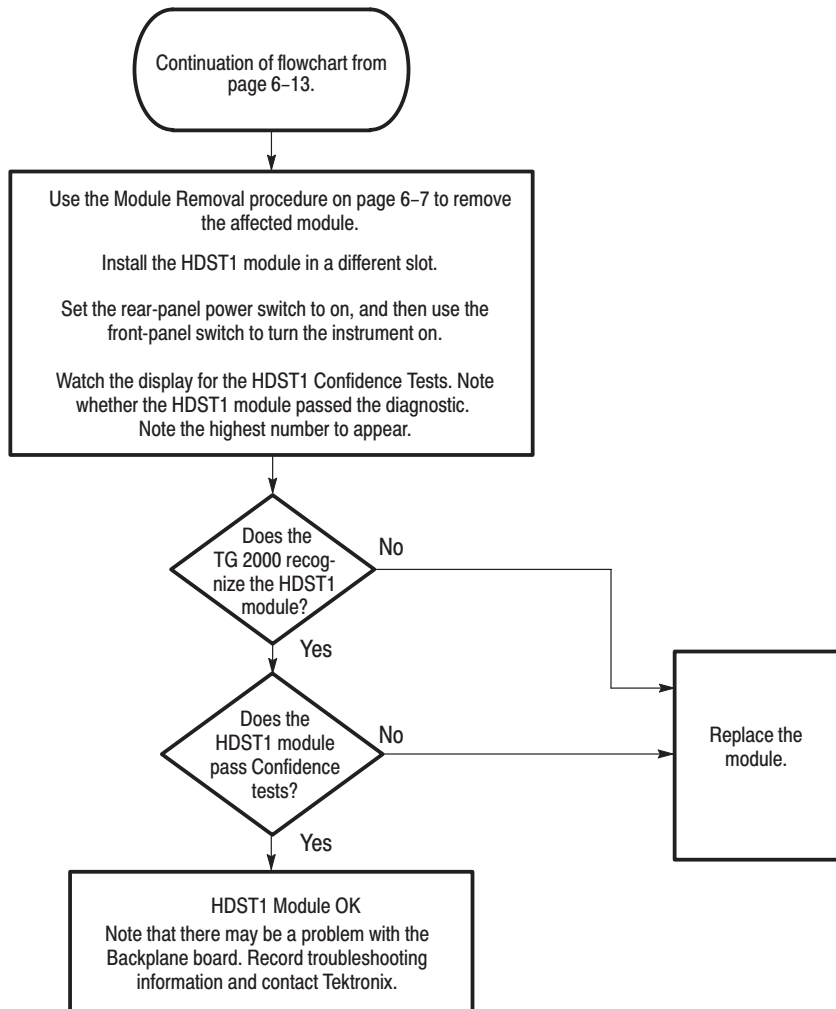 Continuation of flowchart from
page 6–13.
Use the Module Removal procedure on page 6–7 to remove
the affected module.
Install the HDST1 module in a different slot.
Set the rear-panel power switch to on, and then use the
front-panel switch to turn the instrument on.
Watch the display for the HDST1 Confidence Tests. Note
whether the HDST1 module passed the diagnostic.
Note the highest number to appear.
Does the
TG 2000 recog-
nize the HDST1
module?
No
Yes
Does the
HDST1 module
pass Confidence
tests?
No
Replace the
module.
Yes
HDST1 Module OK
Note that there may be a problem with the
Backplane board. Record troubleshooting
information and contact Tektronix.